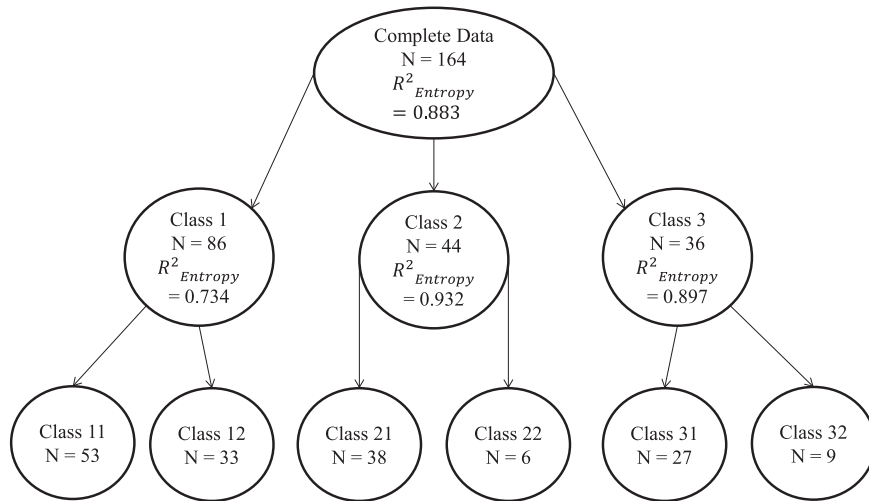 Complete Data
N = 164
R²Entropy
= 0.883
Class 1
N = 86
R²Entropy
= 0.734
Class 2
N = 44
R²Entropy
= 0.932
Class 3
N = 36
R²Entropy
= 0.897
Class 11
N = 53
Class 12
N = 33
Class 21
N = 38
Class 22
N = 6
Class 31
N = 27
Class 32
N = 9